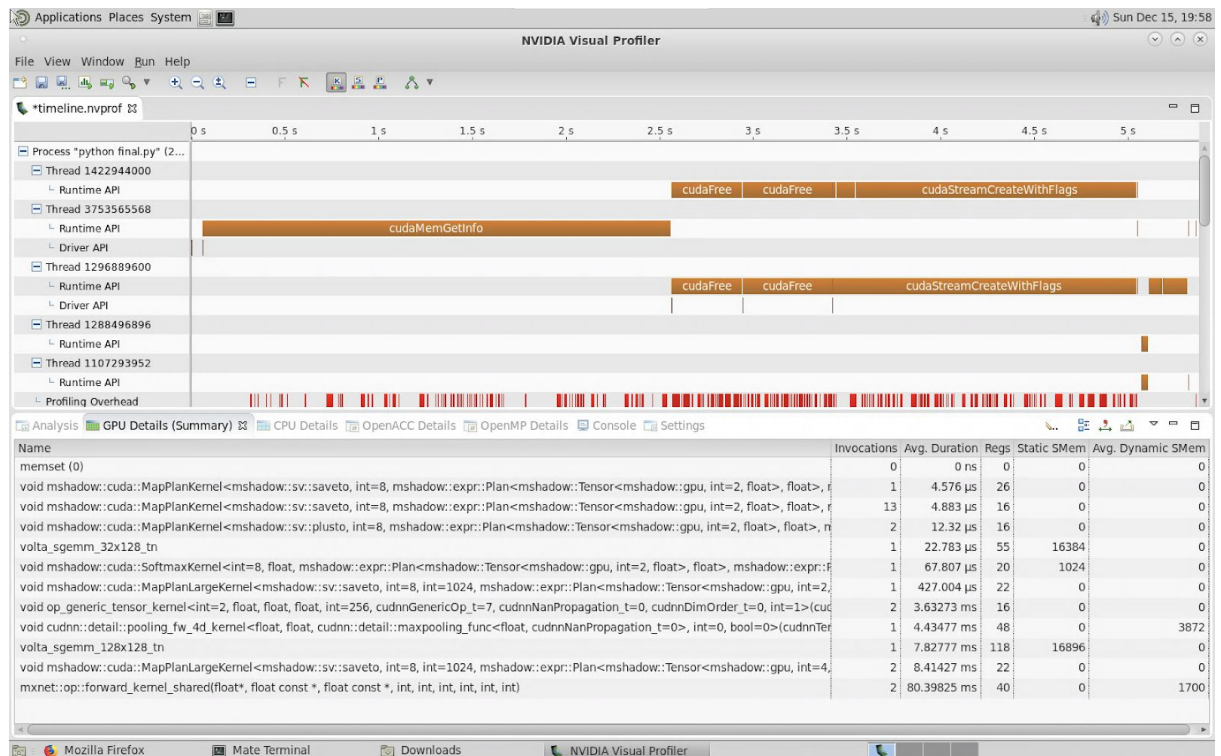 Applications Places System Sun Dec 15, 19:58
NVIDIA Visual Profiler
File View Window Run Help
*timeline.nvprof
0 s 0.5 s 1 s 1.5 s 2 s 2.5 s 3 s 3.5 s 4 s 4.5 s 5 s
Process "python final.py" (2...
Thread 1422944000
Runtime API cudaFree cudaFree cudaStreamCreateWithFlags
Thread 3753565568
Runtime API cudaMemGetInfo
Driver API
Thread 1296889600
Runtime API cudaFree cudaFree cudaStreamCreateWithFlags
Driver API
Thread 1288496896
Runtime API
Thread 1107293952
Runtime API
Profiling Overhead
Analysis GPU Details (Summary) CPU Details OpenACC Details OpenMP Details Console Settings
Name Invocations Avg. Duration Regs Static SMem Avg. Dynamic SMem
memset (0) 0 0 ns 0 0 0
void mshadow::cuda::MapPlanKernel<mshadow::sv::saveto, int=8, mshadow::expr::Plan<mshadow::Tensor<mshadow::gpu, int=2, float>, float>, 1 4.576 µs 26 0 0
void mshadow::cuda::MapPlanKernel<mshadow::sv::saveto, int=8, mshadow::expr::Plan<mshadow::Tensor<mshadow::gpu, int=2, float>, float>, 13 4.883 µs 16 0 0
void mshadow::cuda::MapPlanKernel<mshadow::sv::plusto, int=8, mshadow::expr::Plan<mshadow::Tensor<mshadow::gpu, int=2, float>, float>, 2 12.32 µs 16 0 0
volta_sgemm_32x128_tn 1 22.783 µs 55 16384 0
void mshadow::cuda::SoftmaxKernel<int=8, float, mshadow::expr::Plan<mshadow::Tensor<mshadow::gpu, int=2, float>, float>, mshadow::expr:: 1 67.807 µs 20 1024 0
void mshadow::cuda::MapPlanLargeKernel<mshadow::sv::saveto, int=8, int=1024, mshadow::expr::Plan<mshadow::Tensor<mshadow::gpu, int=2, 1 427.004 µs 22 0 0
void op_generic_tensor_kernel<int=2, float, float, float, int=256, cudnnGenericOp_t=7, cudnnNanPropagation_t=0, cudnnDimOrder_t=0, int=1>(cud 2 3.63273 ms 16 0 0
void cudnn::detail::pooling_fw_4d_kernel<float, float, cudnn::detail::maxpooling_func<float, cudnnNanPropagation_t=0>, int=0, bool=0>(cudnnTer 1 4.43477 ms 48 0 3872
volta_sgemm_128x128_tn 1 7.82777 ms 118 16896 0
void mshadow::cuda::MapPlanLargeKernel<mshadow::sv::saveto, int=8, int=1024, mshadow::expr::Plan<mshadow::Tensor<mshadow::gpu, int=4, 2 8.41427 ms 22 0 0
mxnet::op::forward_kernel_shared(float*, float const *, float const *, int, int, int, int, int, int) 2 80.39825 ms 40 0 1700
Mozilla Firefox Mate Terminal Downloads NVIDIA Visual Profiler